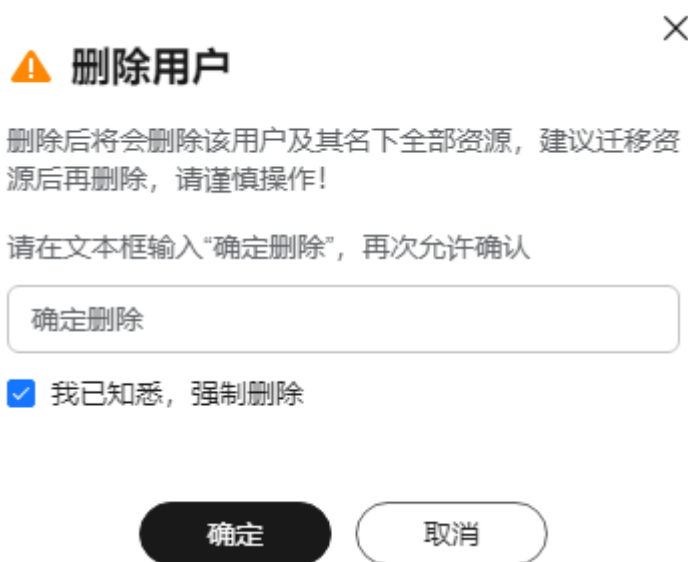 删除用户
删除后将会删除该用户及其名下全部资源，建议迁移资
源后再删除，请谨慎操作！
请在文本框输入“确定删除”，再次允许确认
确定删除
我已知悉，强制删除
确定
取消